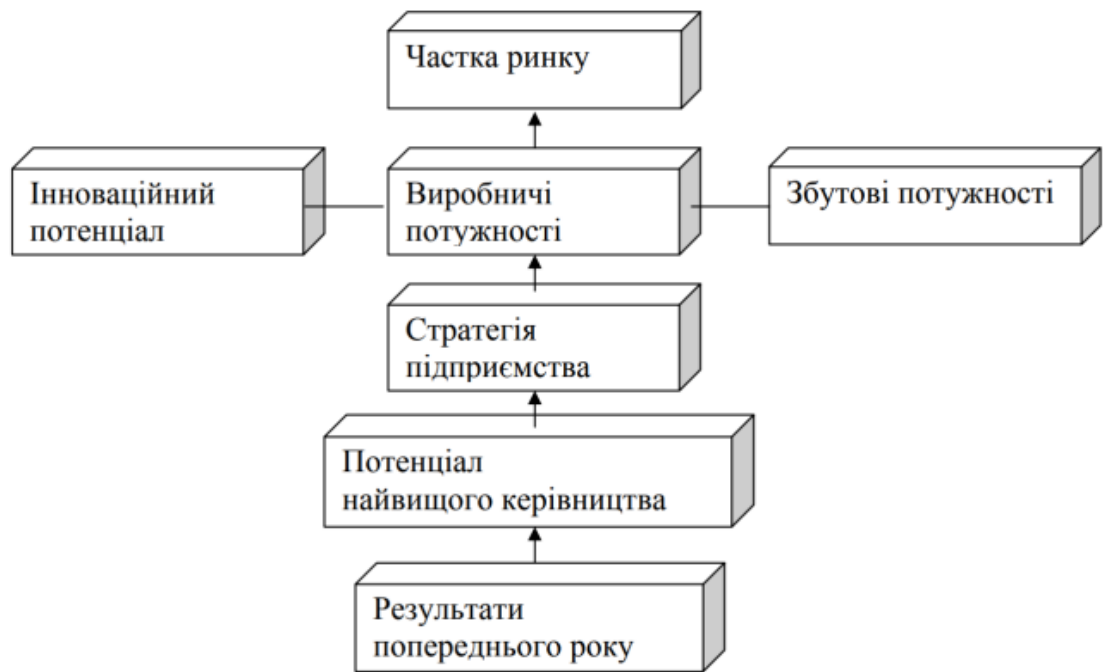 Частка ринку
Інноваційний
потенціал
Виробничі
потужності
Збутові потужності
Стратегія
підприємства
Потенціал
найвищого керівництва
Результати
попереднього року